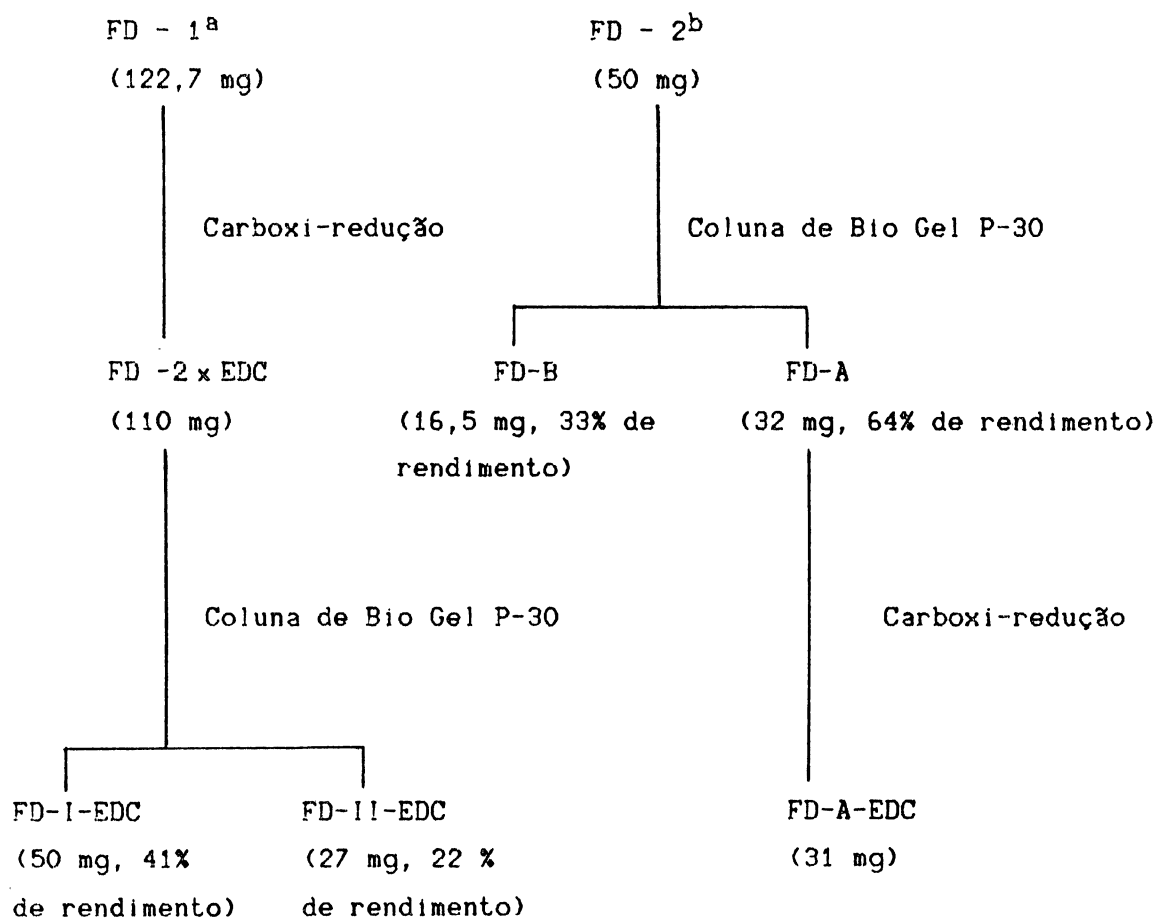 FD - 1ª FD - 2ᵇ
(122,7 mg) (50 mg)
Carboxi-redução Coluna de Bio Gel P-30
FD -2 x EDC FD-B FD-A
(110 mg) (16,5 mg, 33% de (32 mg, 64% de rendimento)
rendimento)
Coluna de Bio Gel P-30 Carboxi-redução
FD-I-EDC FD-II-EDC FD-A-EDC
(50 mg, 41% (27 mg, 22 % (31 mg)
de rendimento) de rendimento)